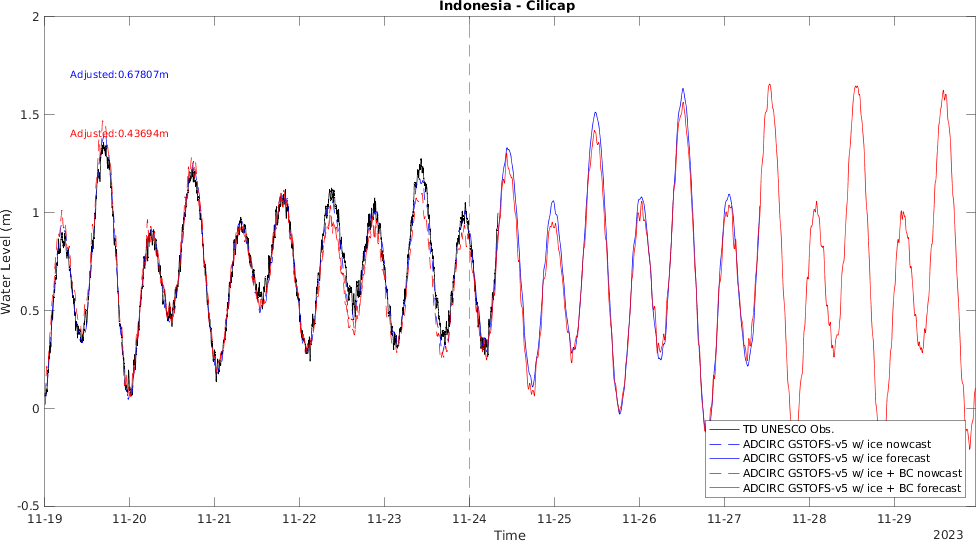 Indonesia - Cilicap
2
Adjusted:0.67807m
1.5
Adjusted:0.43694m
1
Water Level (m)
0.5
0
TD UNESCO Obs.
ADCIRC GSTOFS-v5 w/ ice nowcast
ADCIRC GSTOFS-v5 w/ ice forecast
ADCIRC GSTOFS-v5 w/ ice + BC nowcast
ADCIRC GSTOFS-v5 w/ ice + BC forecast
-0.5
11-19 11-20 11-21 11-22 11-23 11-24 11-25 11-26 11-27 11-28 11-29
Time
2023